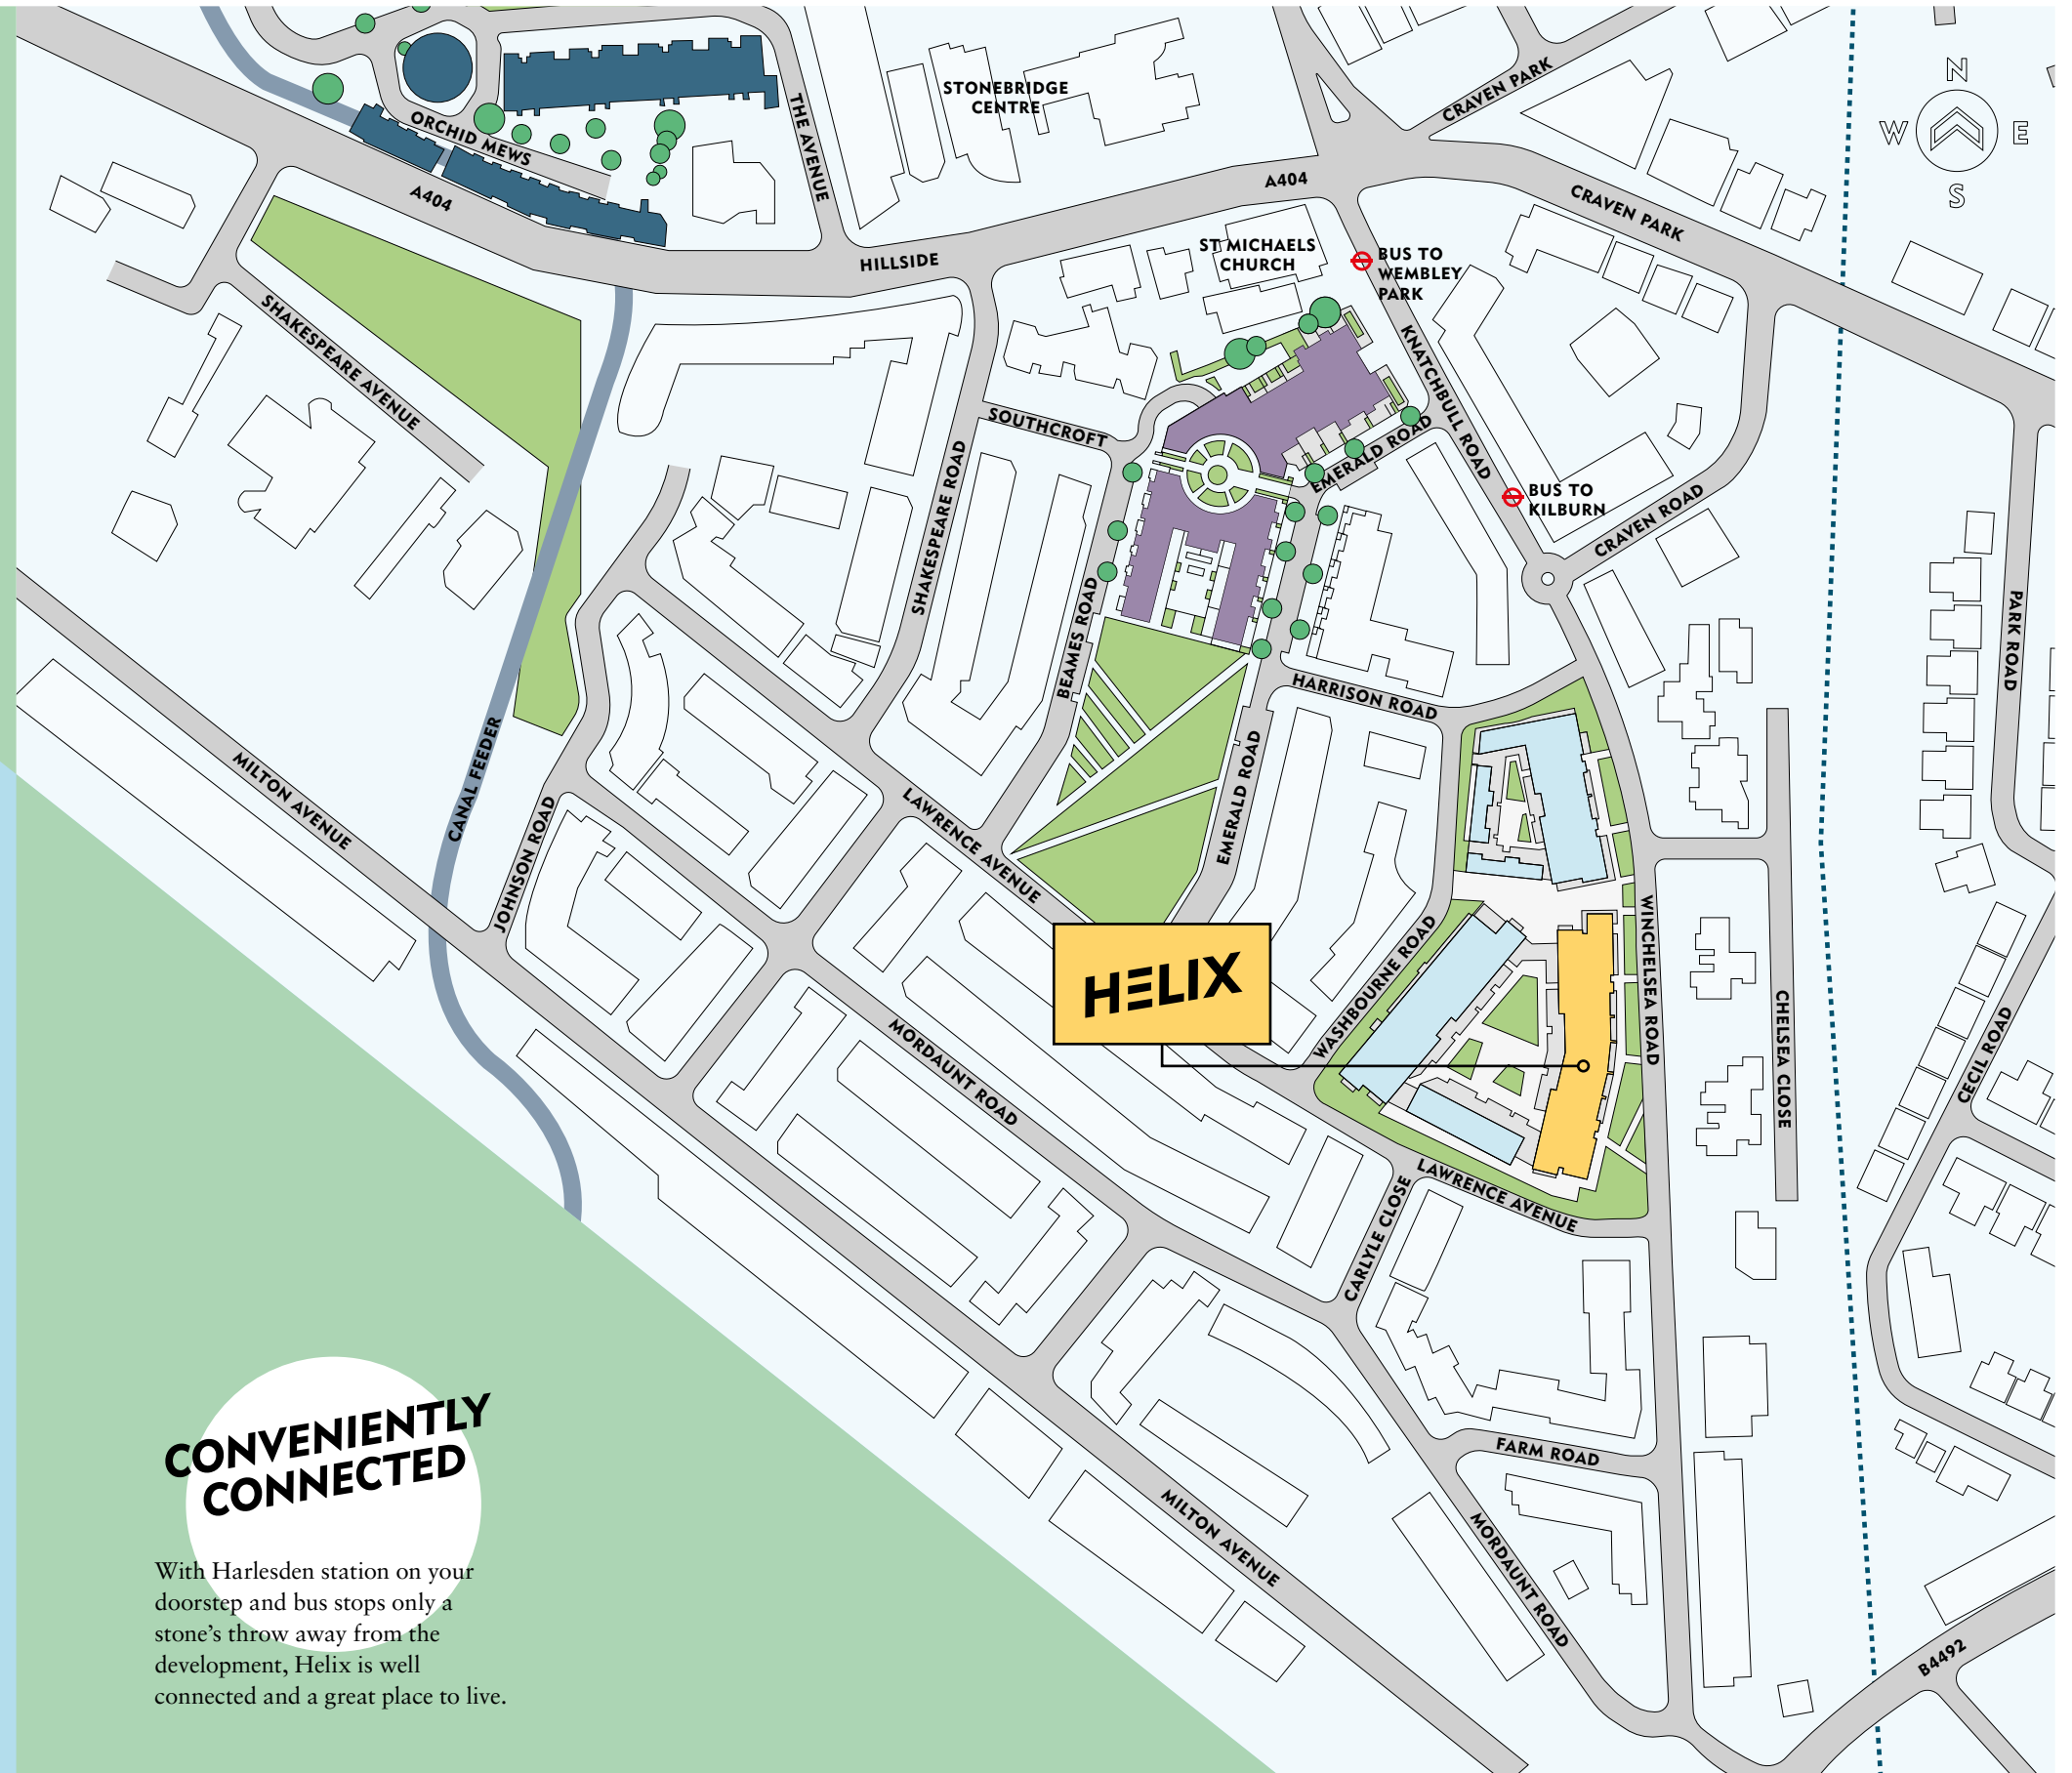 STONEBRIDGE
CENTRE
THE AVENUE
ORCHID MEWS
A404
A404
HILLSIDE
CRAVEN PARK
CRAVEN PARK
N
W
E
S
ST MICHAELS
CHURCH
BUS TO
WEMBLEY
PARK
SHAKESPEARE AVENUE
KNATCHBULL ROAD
SOUTHCROFT
EMERALD ROAD
BUS TO
KILBURN
CRAVEN ROAD
SHAKESPEARE ROAD
BEAMES ROAD
PARK ROAD
HARRISON ROAD
CANAL FEEDER
MILTON AVENUE
JOHNSON ROAD
LAWRENCE AVENUE
EMERALD ROAD
HELIX
WASHBOURNE ROAD
WINCHELSEA ROAD
CHELSEA CLOSE
CECIL ROAD
MORDAUNT ROAD
LAWRENCE AVENUE
CARLYLE CLOSE
FARM ROAD
MILTON AVENUE
MORDAUNT ROAD
B4492
CONVENIENTLY
CONNECTED
With Harlesden station on your
doorstep and bus stops only a
stone’s throw away from the
development, Helix is well
connected and a great place to live.